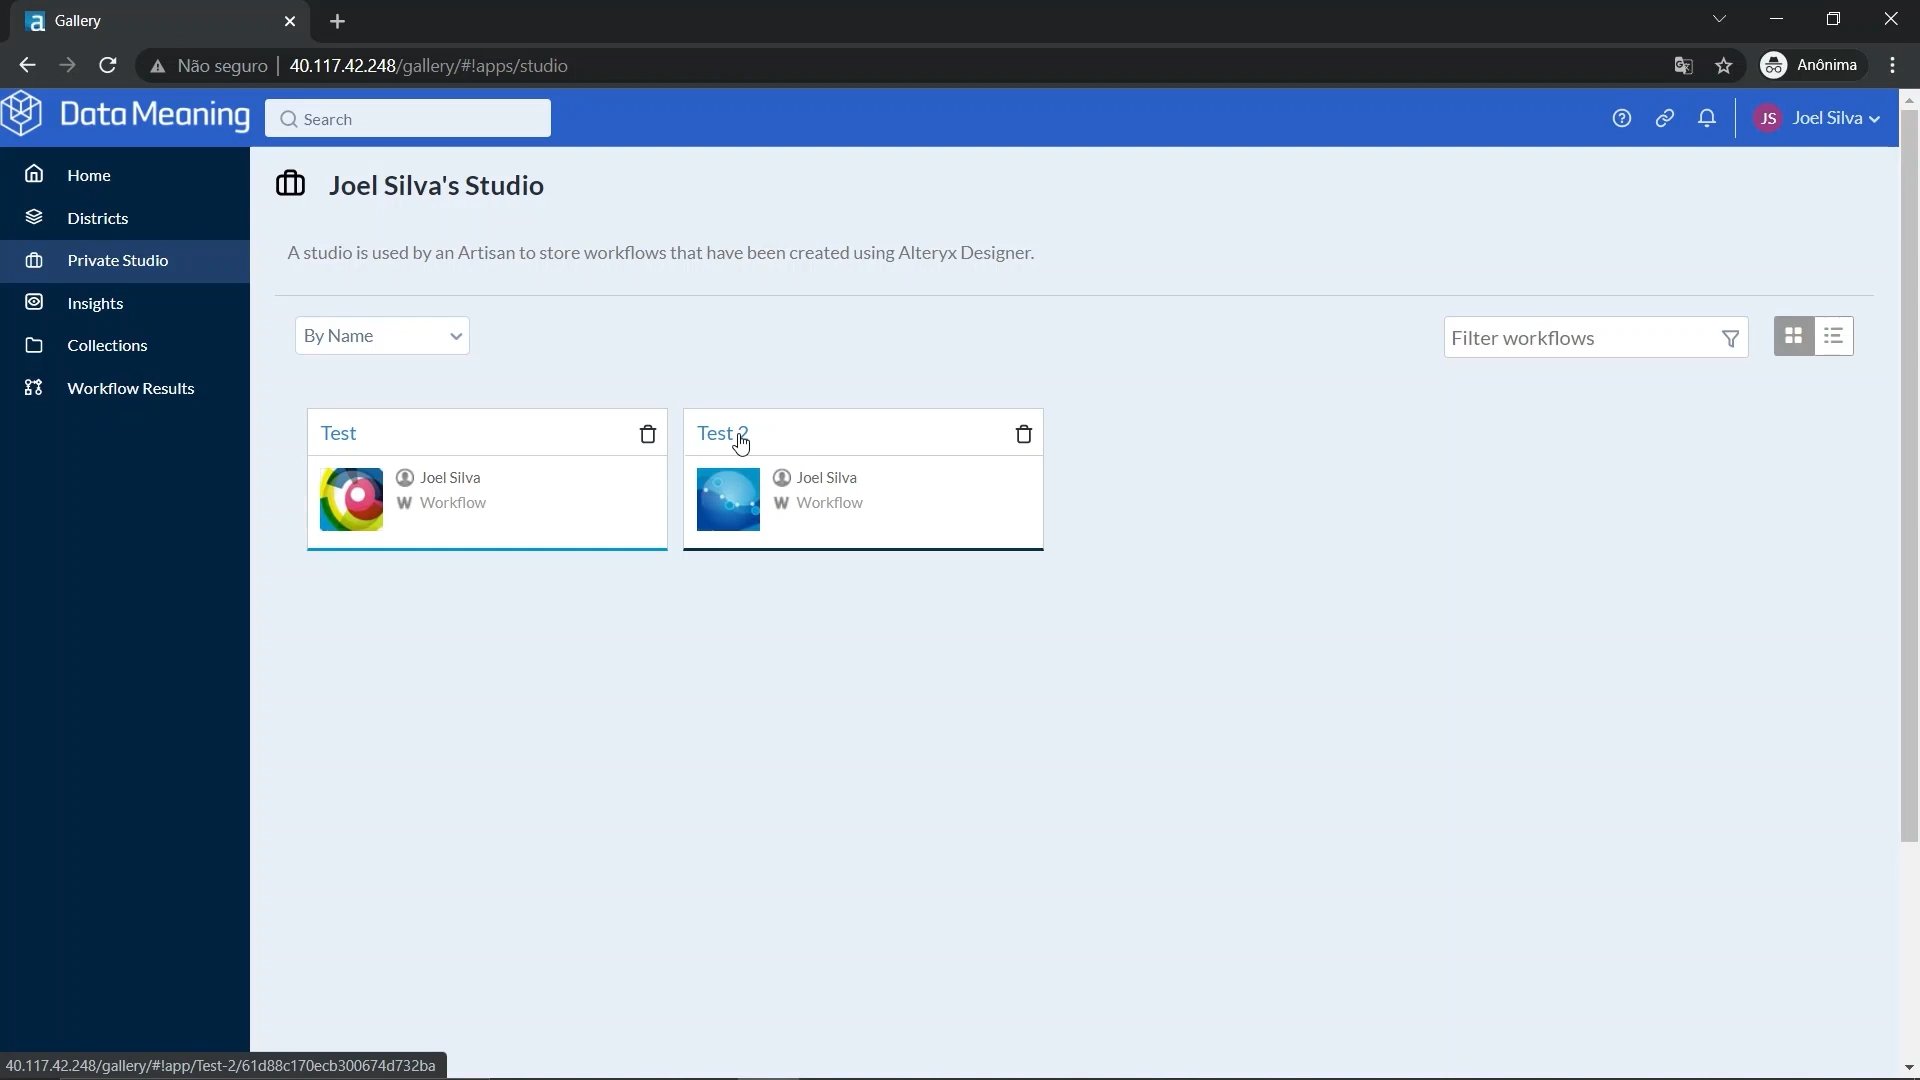 Gallery
Não seguro | 40.117.42.248/gallery/#!apps/studio
Anônima
Data Meaning
Search
JS Joel Silva
Home
Districts
Private Studio
Insights
Collections
Workflow Results
Joel Silva's Studio
A studio is used by an Artisan to store workflows that have been created using Alteryx Designer.
By Name
Filter workflows
Test
Joel Silva
W Workflow
Test 2
Joel Silva
W Workflow
40.117.42.248/gallery/#!app/Test-2/61d88c170ecb300674d732ba